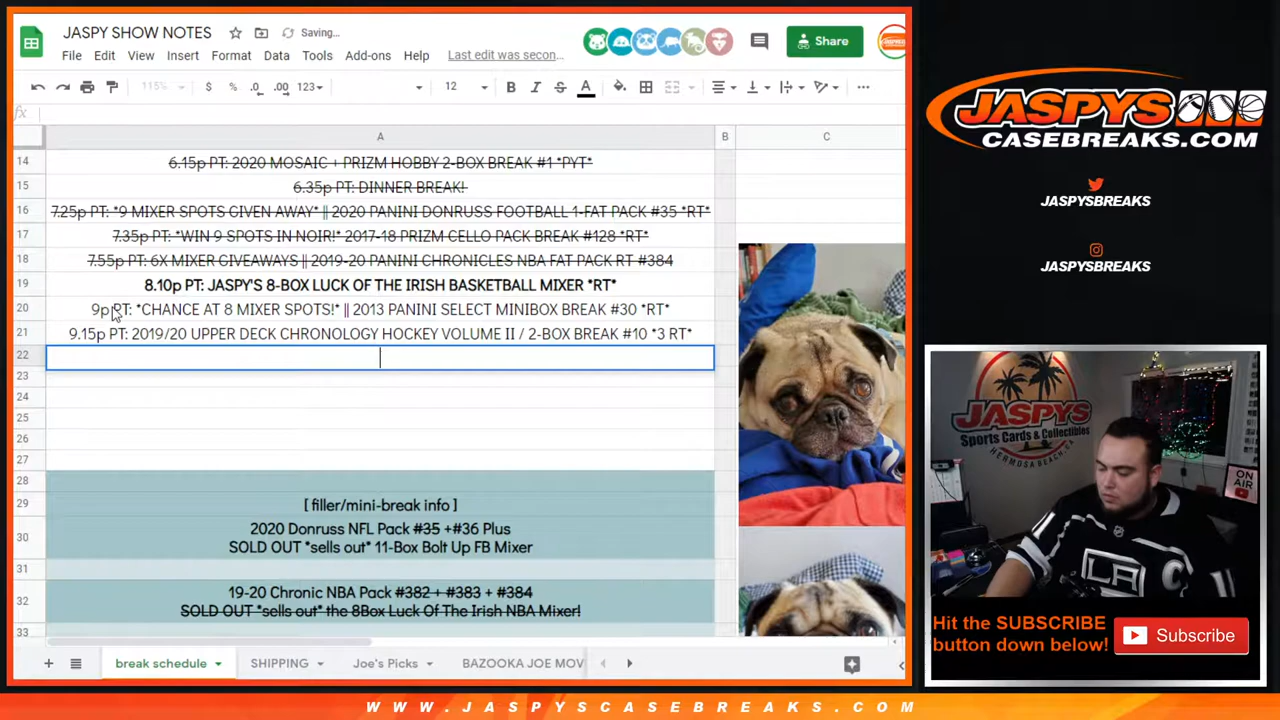 JASPY SHOW NOTES
Saving...
File Edit View Insert Format Data Tools Add-ons Help Last edit was secon...
Share
115% $ % .0 .00 123 12 B I S A
fx
A B C
14 6.15p PT: 2020 MOSAIC + PRIZM HOBBY 2-BOX BREAK #1 *PYT*
15 6.35p PT: DINNER BREAK!
16 7.25p PT: *9 MIXER SPOTS GIVEN AWAY* || 2020 PANINI DONRUSS FOOTBALL 1-FAT PACK #35 *RT*
17 7.35p PT: *WIN 9 SPOTS IN NOIR!* 2017-18 PRIZM CELLO PACK BREAK #128 *RT*
18 7.55p PT: 6X MIXER GIVEAWAYS || 2019-20 PANINI CHRONICLES NBA FAT PACK RT #384
19 8.10p PT: JASPY'S 8-BOX LUCK OF THE IRISH BASKETBALL MIXER *RT*
20 9p PT: *CHANCE AT 8 MIXER SPOTS!* || 2013 PANINI SELECT MINIBOX BREAK #30 *RT*
21 9.15p PT: 2019/20 UPPER DECK CHRONOLOGY HOCKEY VOLUME II / 2-BOX BREAK #10 *3 RT*
22
23
24
25
26
27
28
29 [ filler/mini-break info ]
30 2020 Donruss NFL Pack #35 +#36 Plus
SOLD OUT *sells out* 11-Box Bolt Up FB Mixer
31
32 19-20 Chronic NBA Pack #382 + #383 + #384
SOLD OUT *sells out* the 8Box Luck Of The Irish NBA Mixer!
33
break schedule SHIPPING Joe's Picks BAZOOKA JOE MOV
JASPYS
CASEBREAKS.COM
JASPYSBREAKS
JASPYSBREAKS
JASPYS
Sports Cards & Collectibles
HERMOSA BEACH, CA
ON AIR
LA
C
Hit the SUBSCRIBE
button down below!
Subscribe
WWW.JASPYSCASEBREAKS.COM